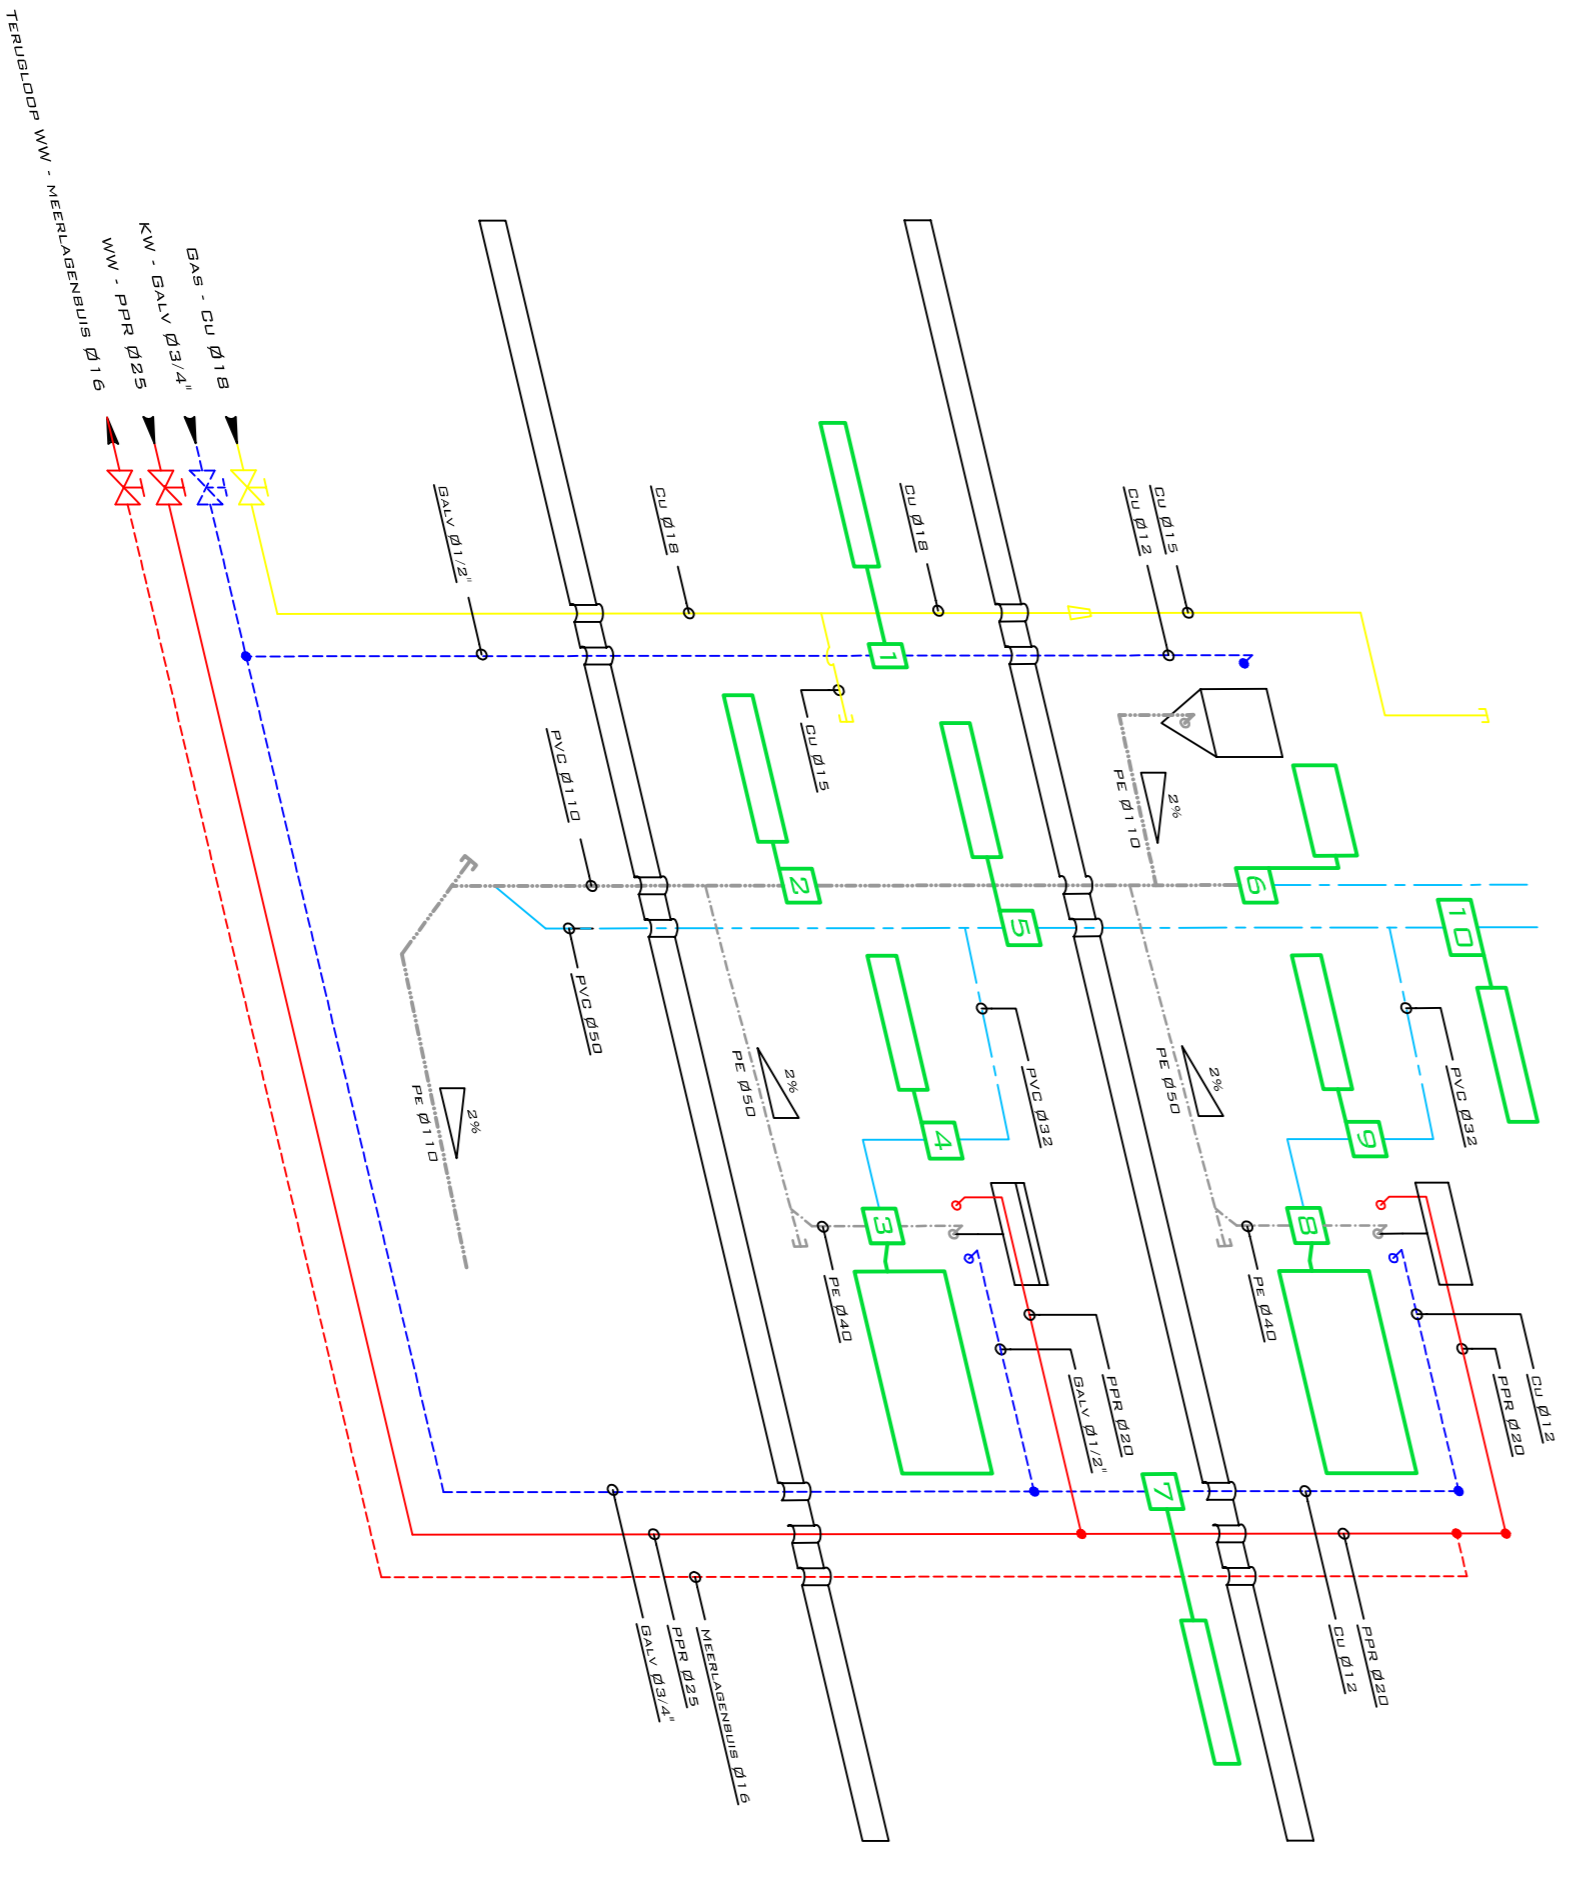 TERUGLOOP WW - MEERLAGENBUIS Ø16
WW - PPR Ø25
KW - GALV Ø3/4"
GAS - CU Ø18
GALV Ø1/2"
CU Ø18
CU Ø18
CU Ø12
CU Ø15
1
CU Ø15
PVC Ø110
2
5
PE Ø110
2%
6
10
PVC Ø50
PE Ø110
2%
PE Ø50
2%
4
PVC Ø32
PE Ø50
2%
9
PVC Ø32
3
PE Ø40
8
PE Ø40
GALV Ø1/2"
PPR Ø20
PPR Ø20
CU Ø12
7
GALV Ø3/4"
PPR Ø25
MEERLAGENBUIS Ø16
CU Ø12
PPR Ø20